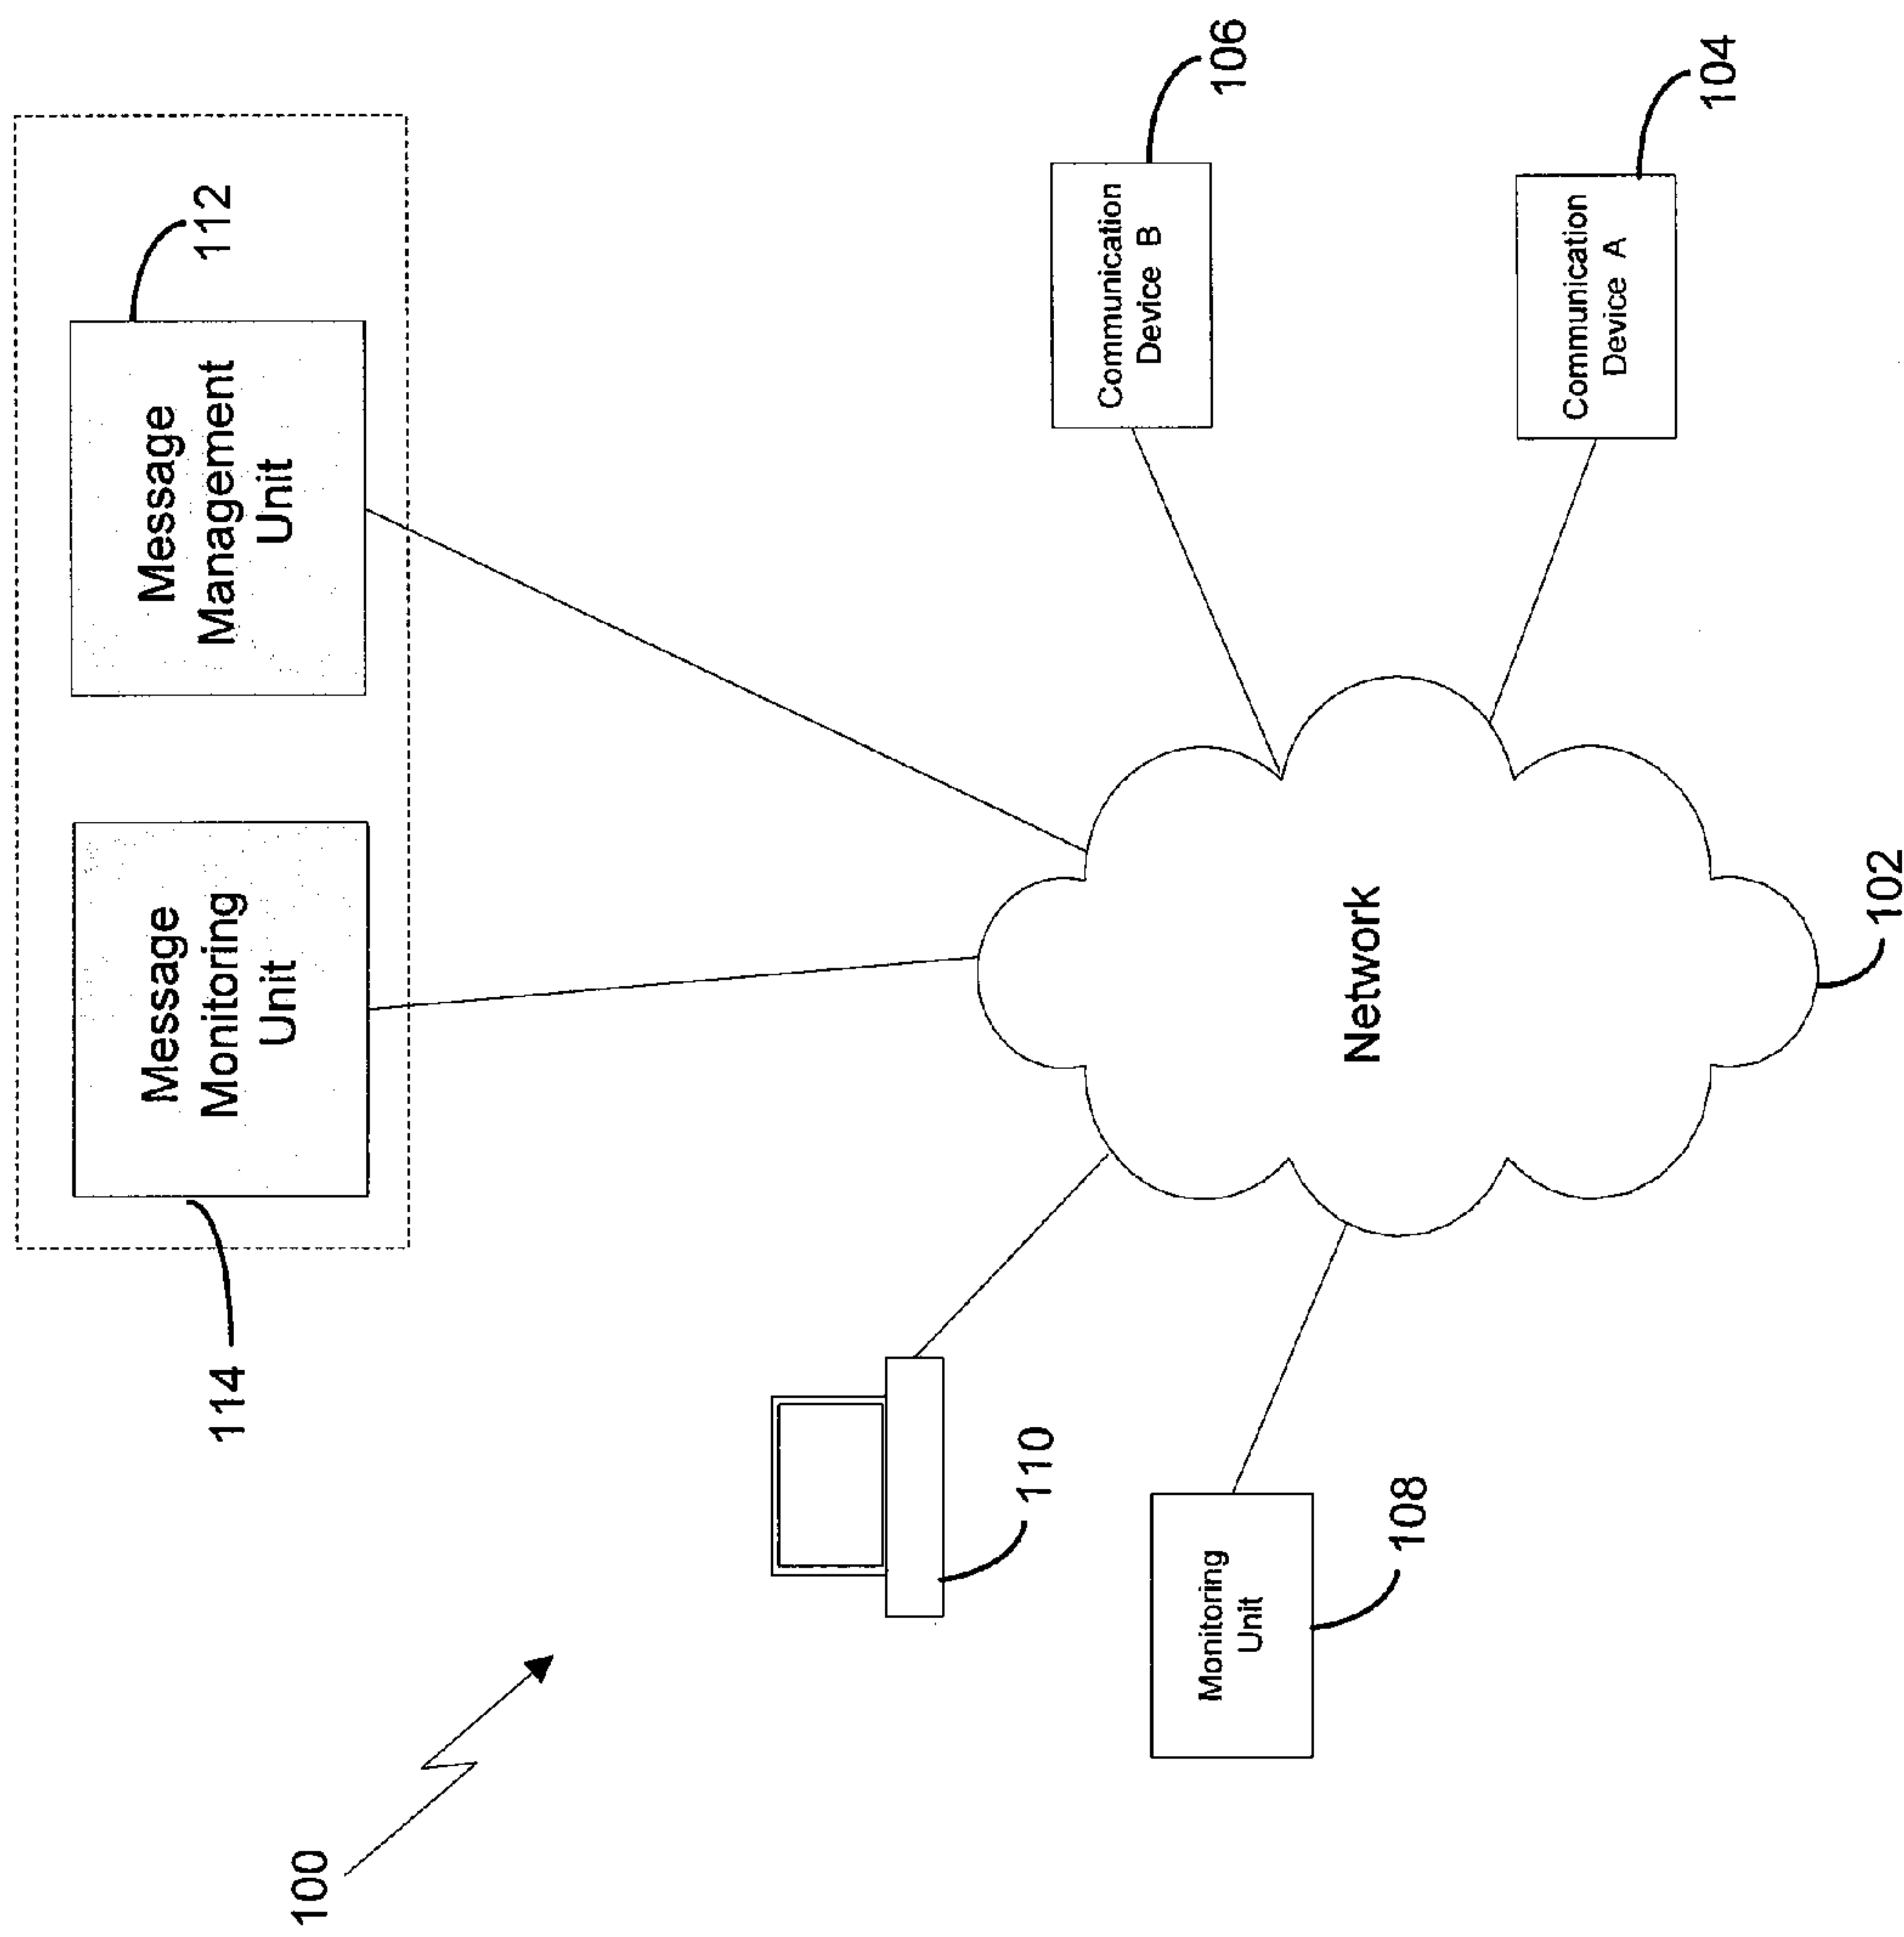 100
114
Message
Monitoring
Unit
Message
Management
Unit
112
110
Monitoring
Unit
108
Network
102
Communication
Device B
106
Communication
Device A
104